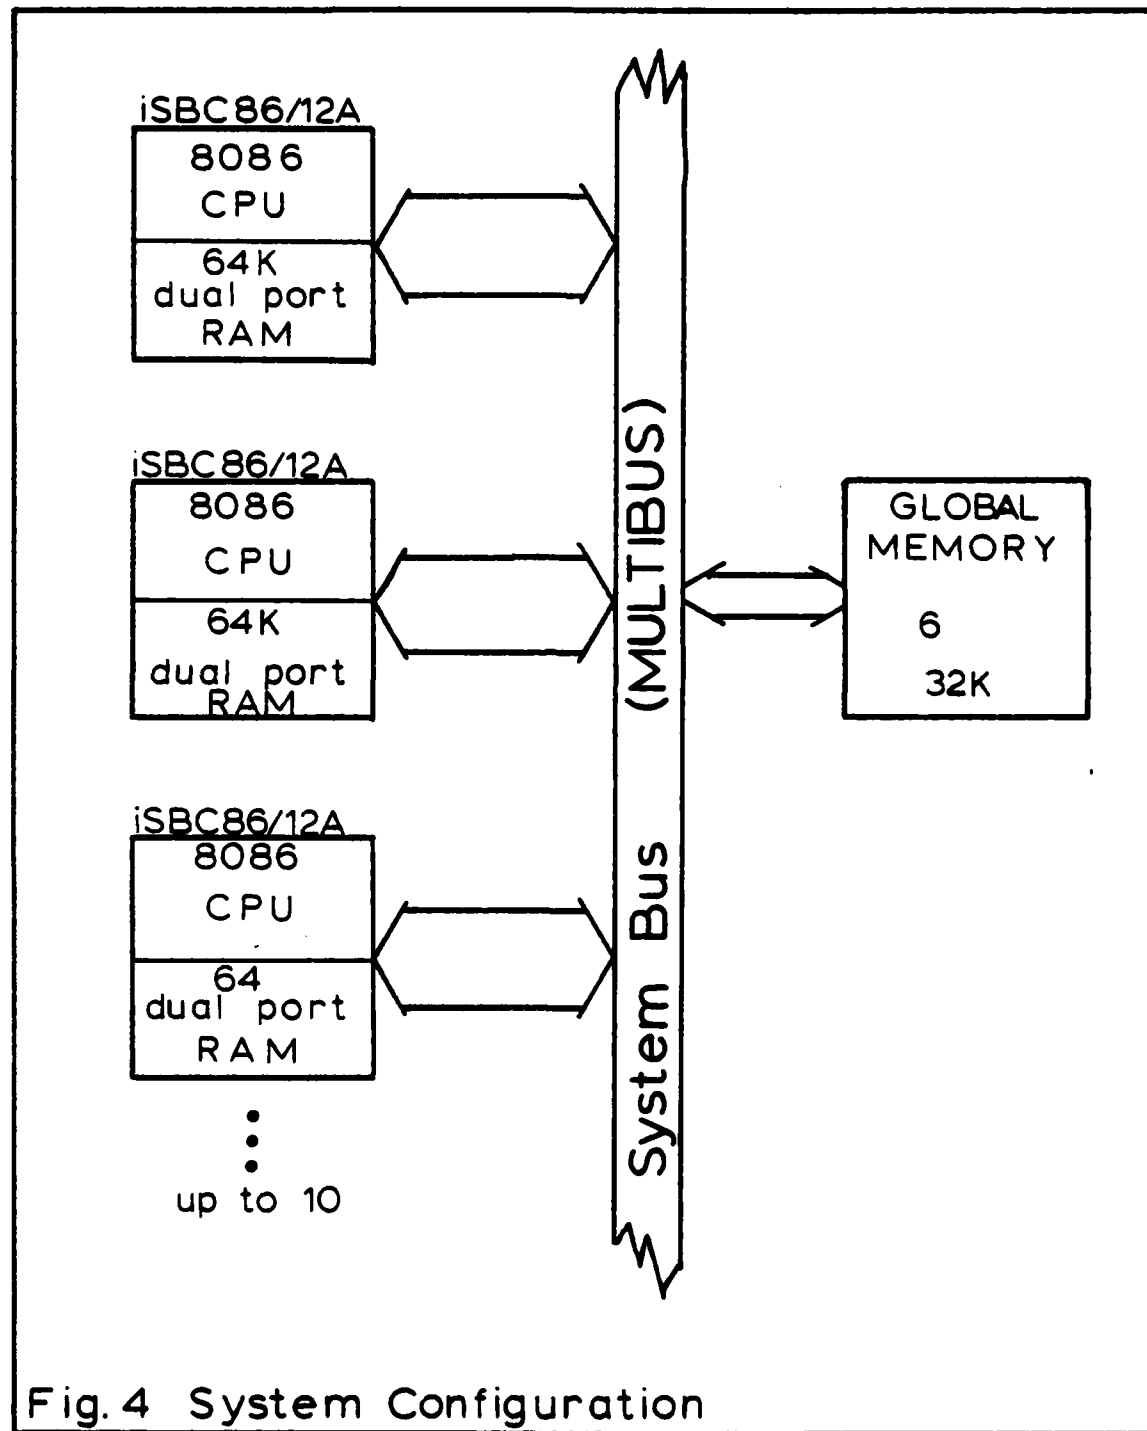 iSBC86/12A
8086
CPU
64K
dual port
RAM
iSBC86/12A
8086
CPU
64K
dual port
RAM
iSBC86/12A
8086
CPU
64
dual port
RAM
up to 10
System Bus (MULTIBUS)
GLOBAL
MEMORY
6
32K
Fig. 4 System Configuration